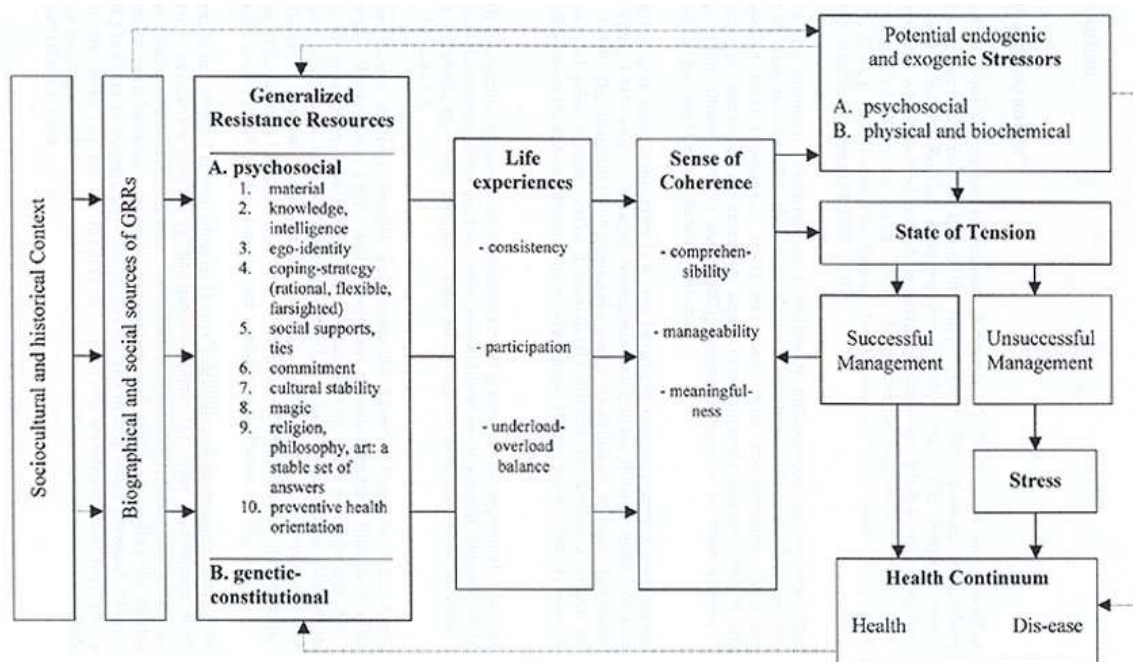 Sociocultural and historical Context
Biographical and social sources of GRRs
Generalized
Resistance Resources
A. psychosocial
1. material
2. knowledge,
intelligence
3. ego-identity
4. coping-strategy
(rational, flexible,
farsighted)
5. social supports,
ties
6. commitment
7. cultural stability
8. magic
9. religion,
philosophy, art: a
stable set of
answers
10. preventive health
orientation
B. genetic-
constitutional
Life
experiences
- consistency
- participation
- underload-
overload
balance
Sense of
Coherence
- comprehen-
sibility
- manageability
- meaningful-
ness
Potential endogenic
and exogenic Stressors
A. psychosocial
B. physical and biochemical
State of Tension
Successful
Management
Unsuccessful
Management
Stress
Health Continuum
Health Dis-ease